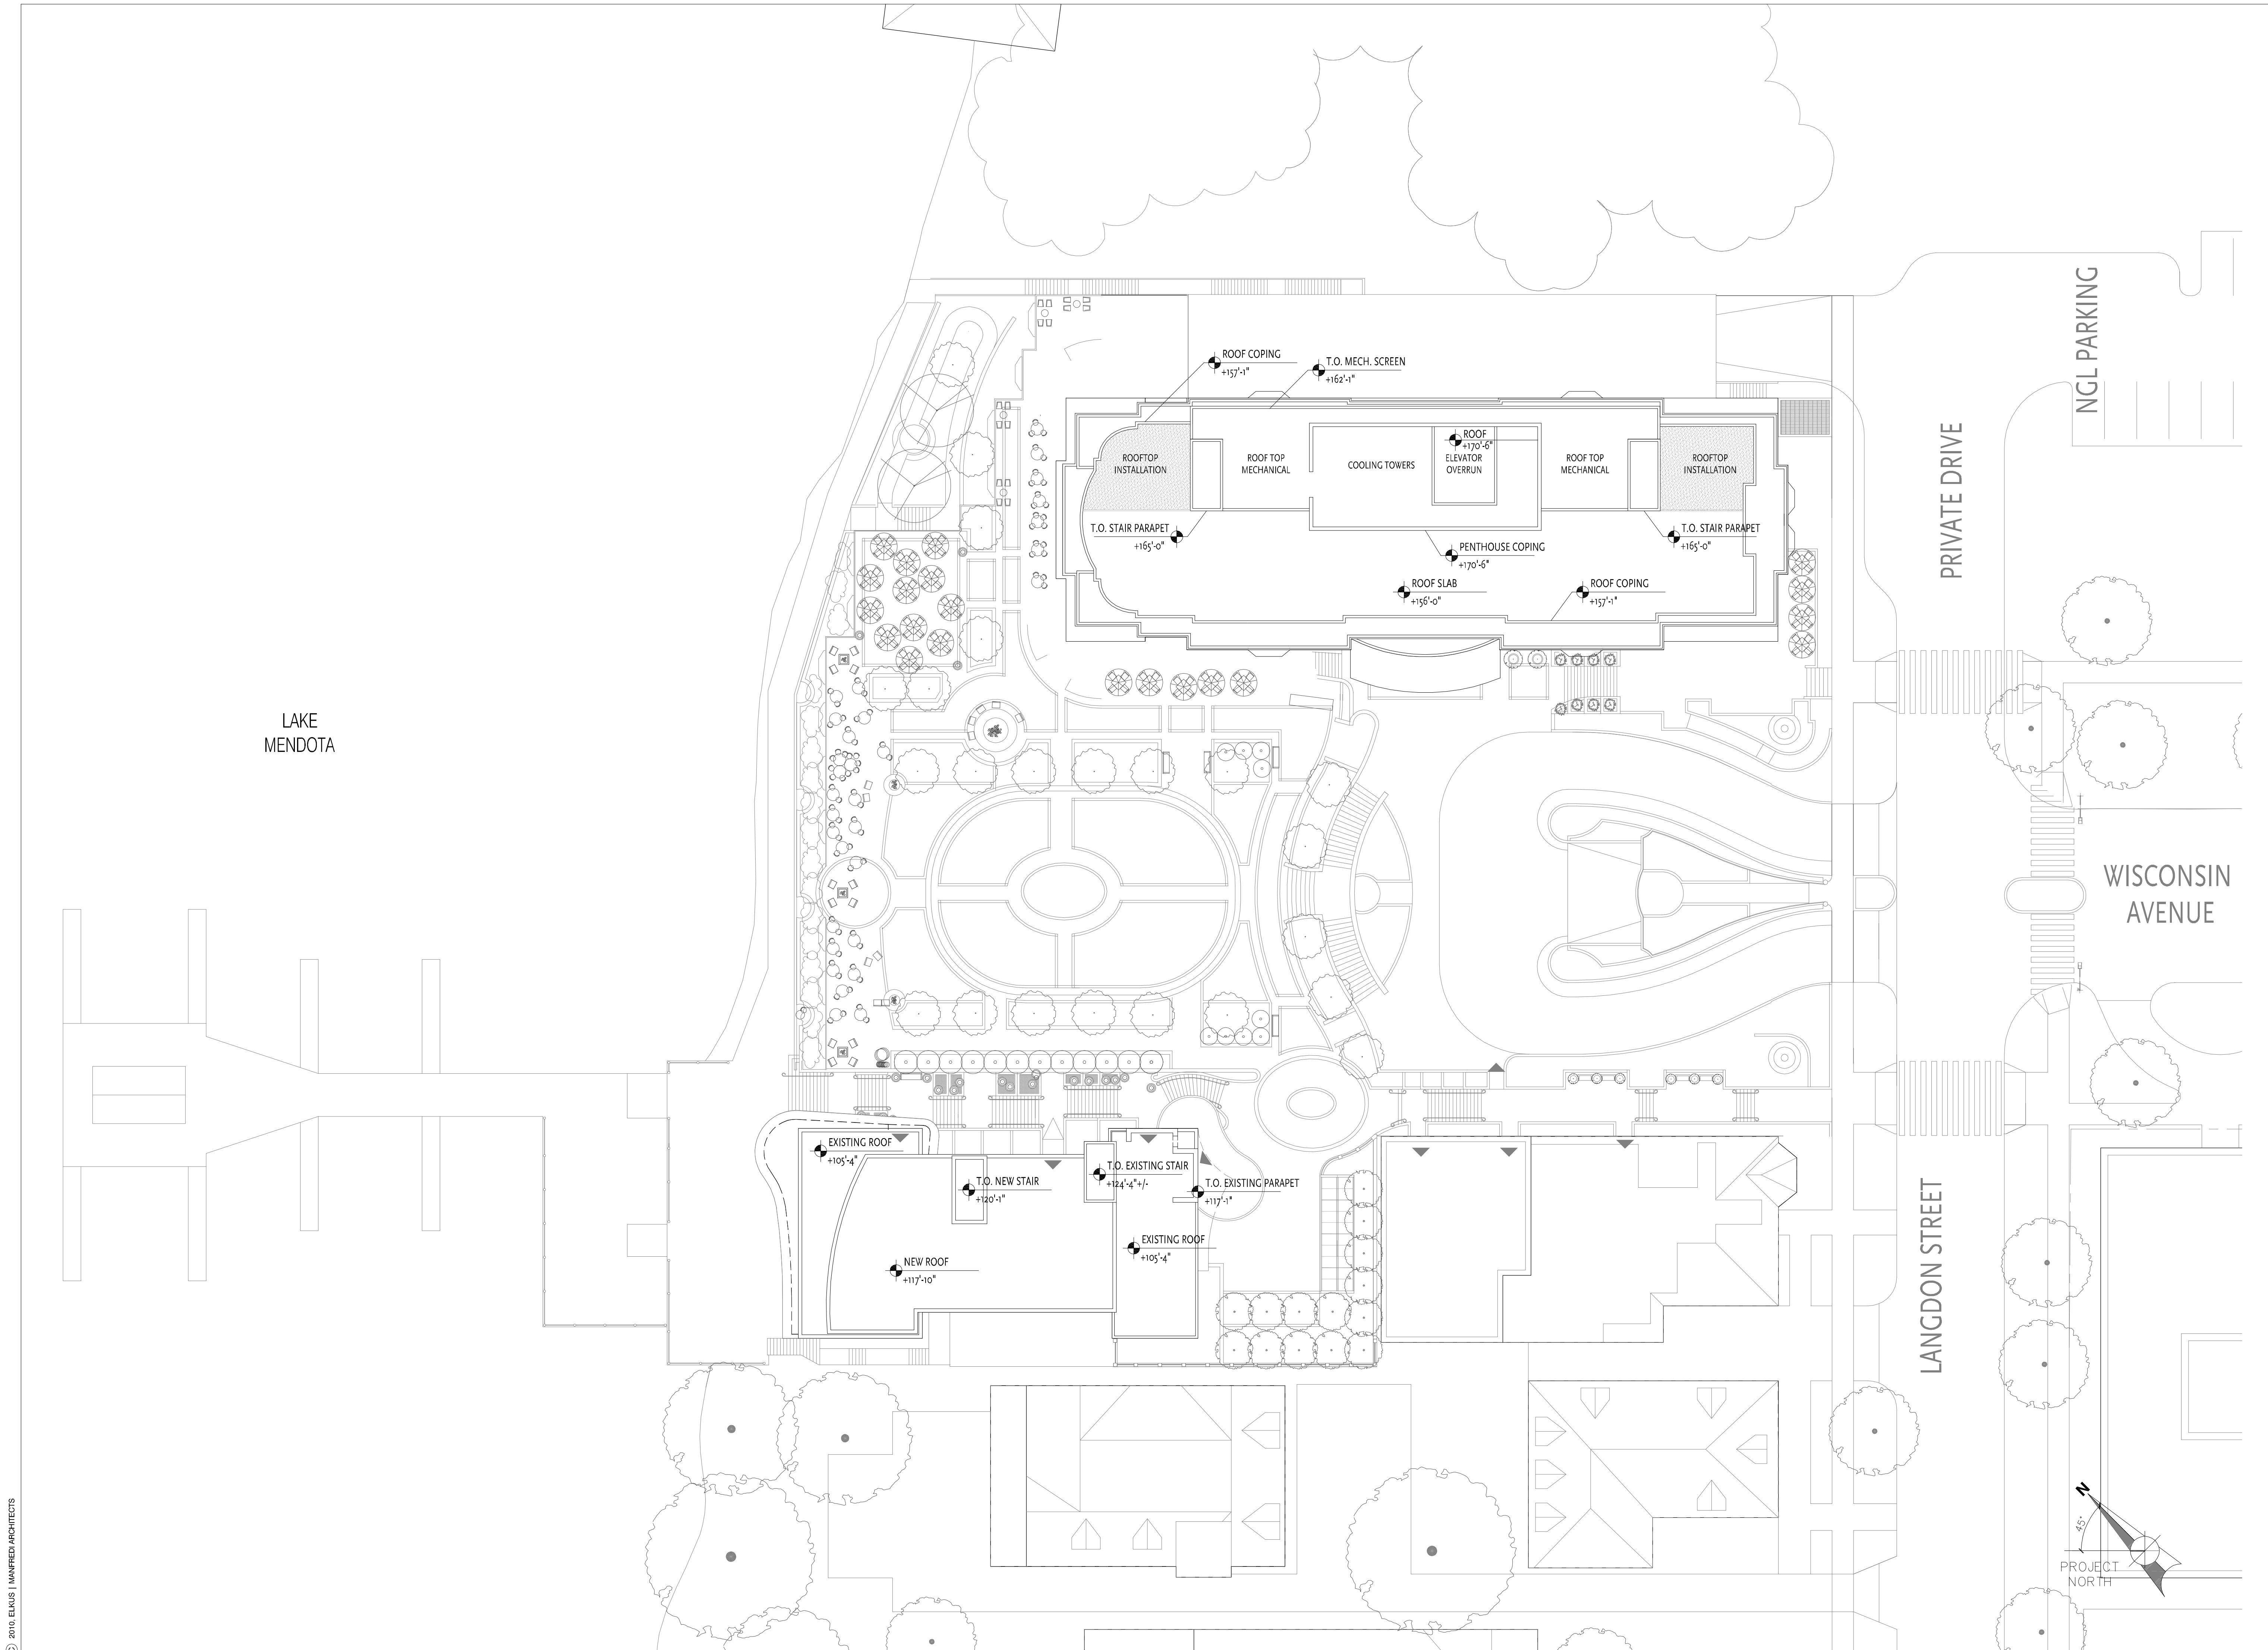 ROOF COPING
+157'-1"
T.O. MECH. SCREEN
+162'-1"
NGL PARKING
PRIVATE DRIVE
ROOFTOP
INSTALLATION
ROOF TOP
MECHANICAL
COOLING TOWERS
ROOF
+170'-6"
ELEVATOR
OVERRUN
ROOF TOP
MECHANICAL
ROOFTOP
INSTALLATION
T.O. STAIR PARAPET
+165'-0"
T.O. STAIR PARAPET
+165'-0"
PENTHOUSE COPING
+170'-6"
ROOF SLAB
+156'-0"
ROOF COPING
+157'-1"
LAKE
MENDOTA
WISCONSIN
AVENUE
EXISTING ROOF
+105'-4"
T.O. NEW STAIR
+120'-1"
T.O. EXISTING STAIR
+124'-4"+/-
T.O. EXISTING PARAPET
+117'-1"
EXISTING ROOF
+105'-4"
NEW ROOF
+117'-10"
LANGDON STREET
N
45°
PROJECT
NORTH
© 2010, ELKUS | MANFREDI ARCHITECTS